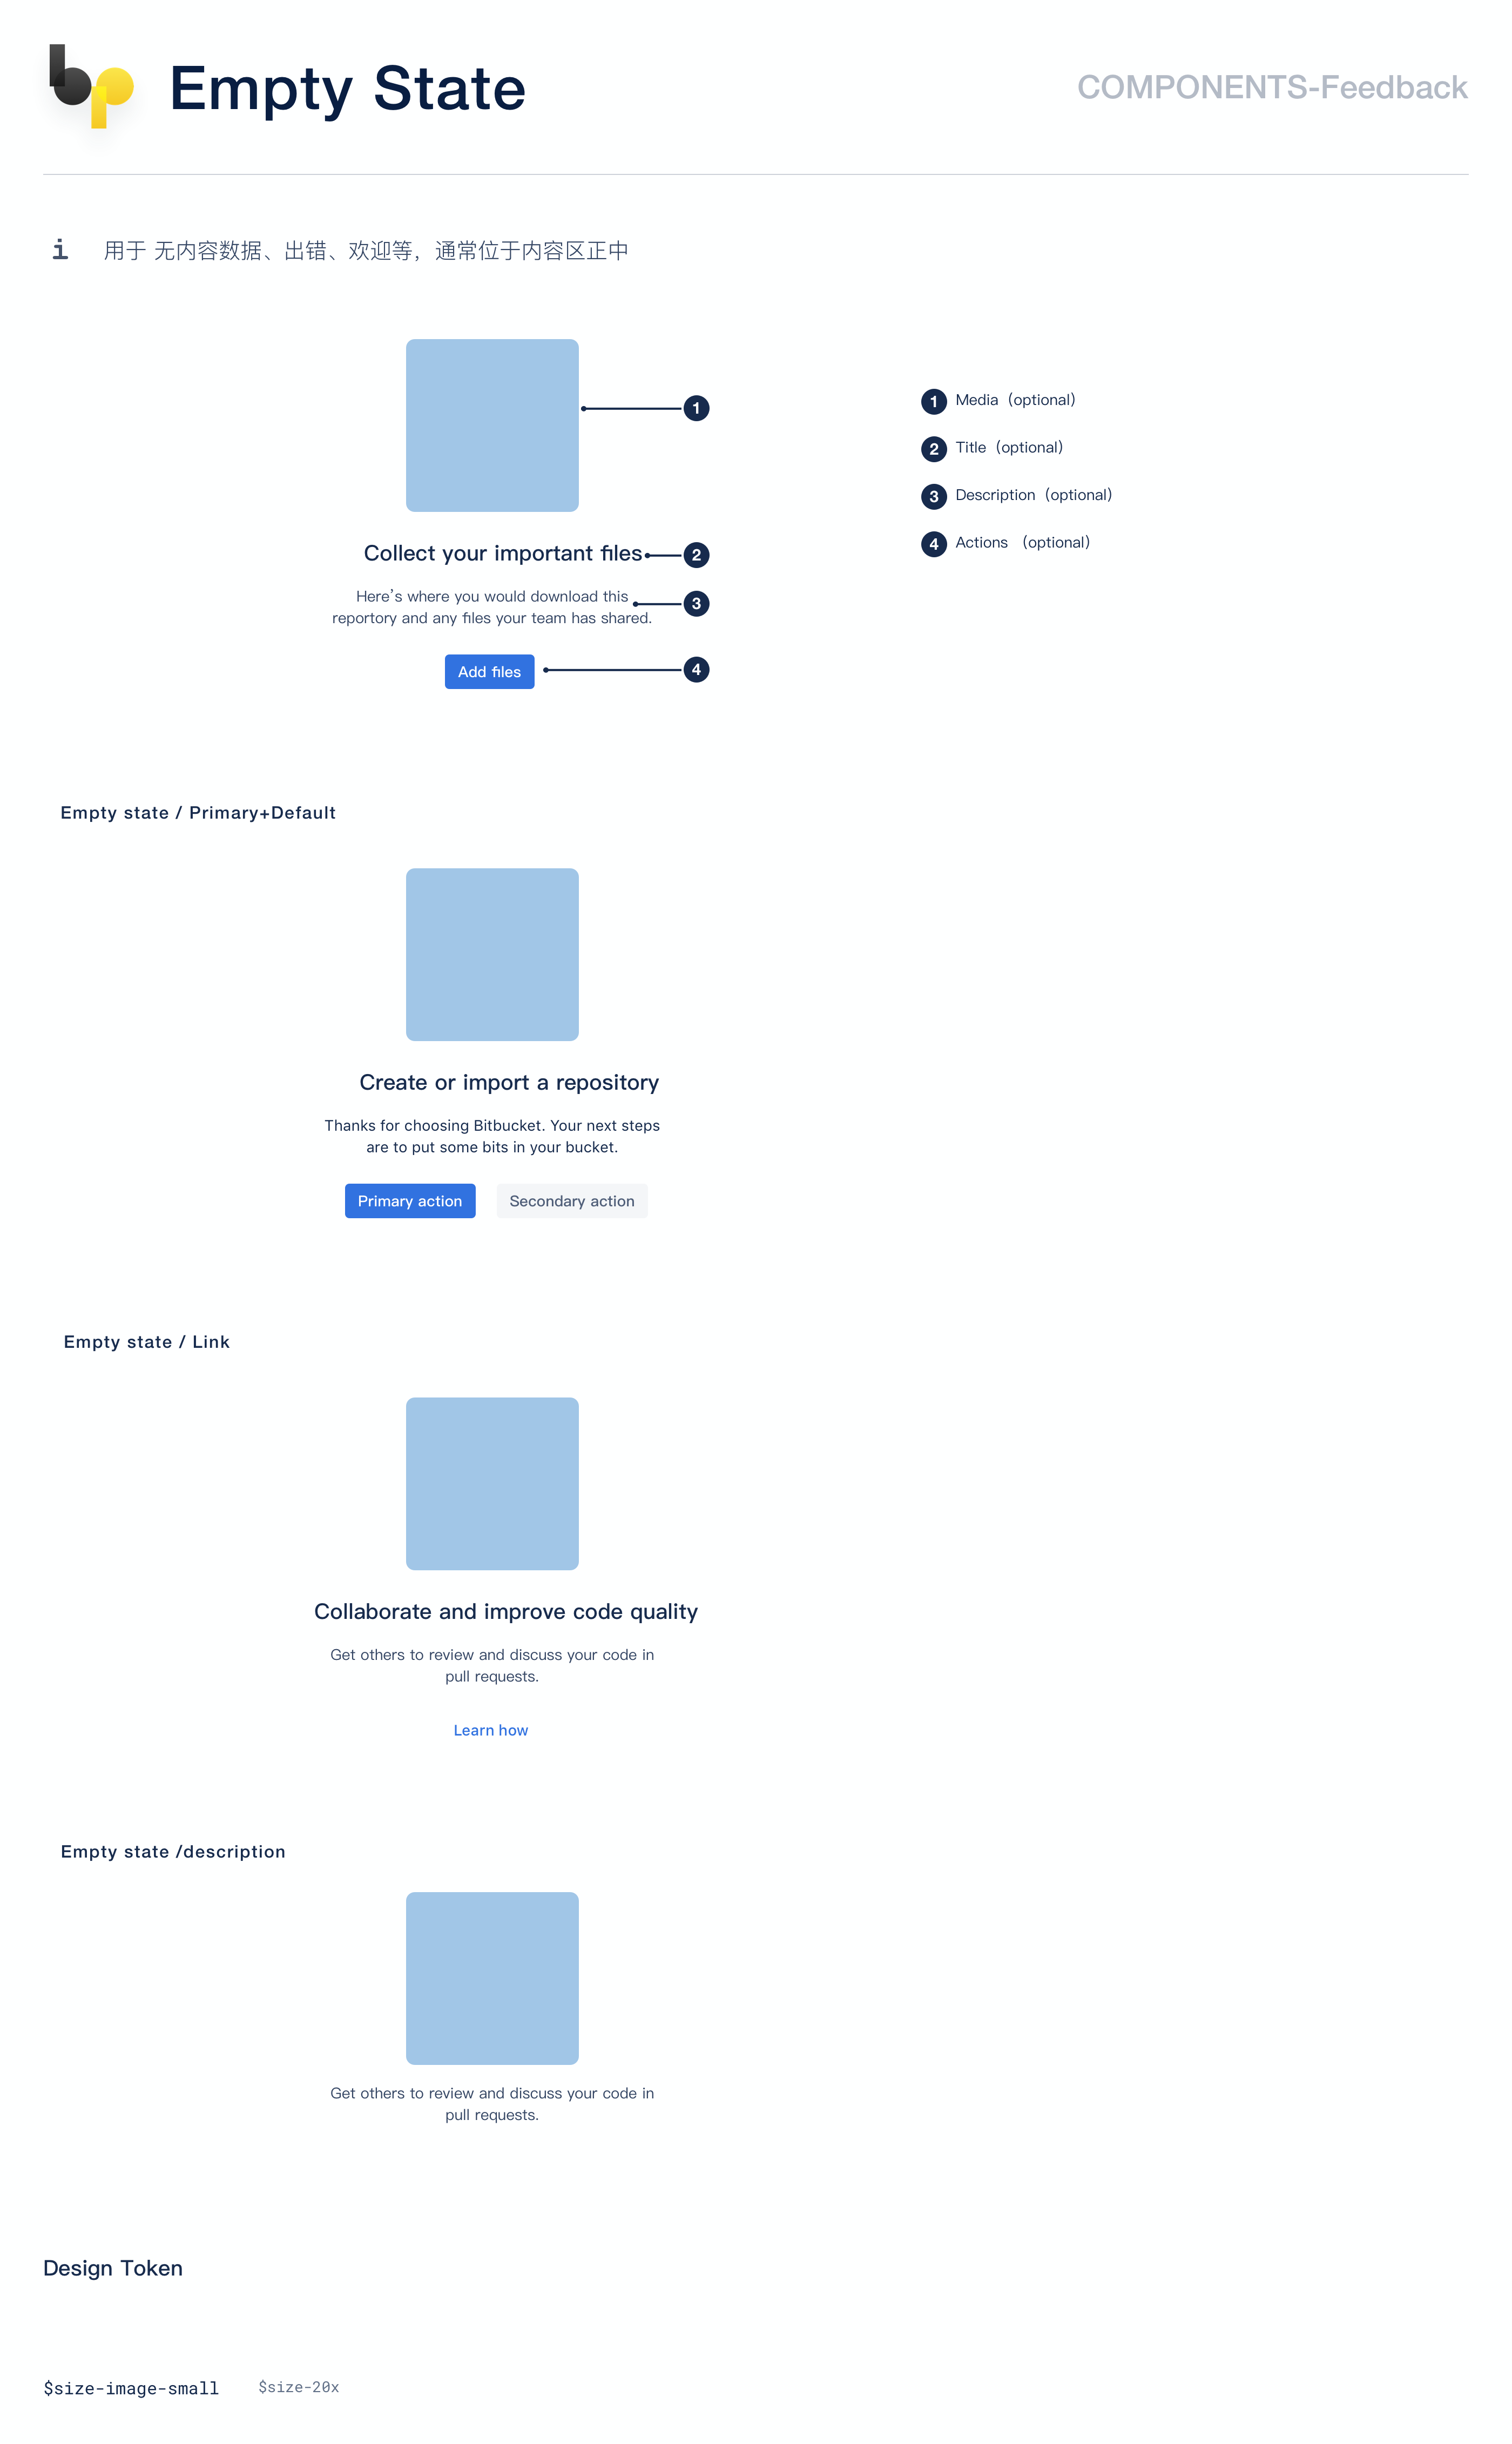 bp
Empty State
COMPONENTS-Feedback
i 用于 无内容数据、出错、欢迎等，通常位于内容区正中
1
1 Media（optional）
2 Title（optional）
3 Description（optional）
4 Actions （optional）
Collect your important files
2
Here’s where you would download this
reportory and any files your team has shared.
3
Add files
4
Empty state / Primary+Default
Create or import a repository
Thanks for choosing Bitbucket. Your next steps
are to put some bits in your bucket.
Primary action Secondary action
Empty state / Link
Collaborate and improve code quality
Get others to review and discuss your code in
pull requests.
Learn how
Empty state /description
Get others to review and discuss your code in
pull requests.
Design Token
$size-image-small $size-20x